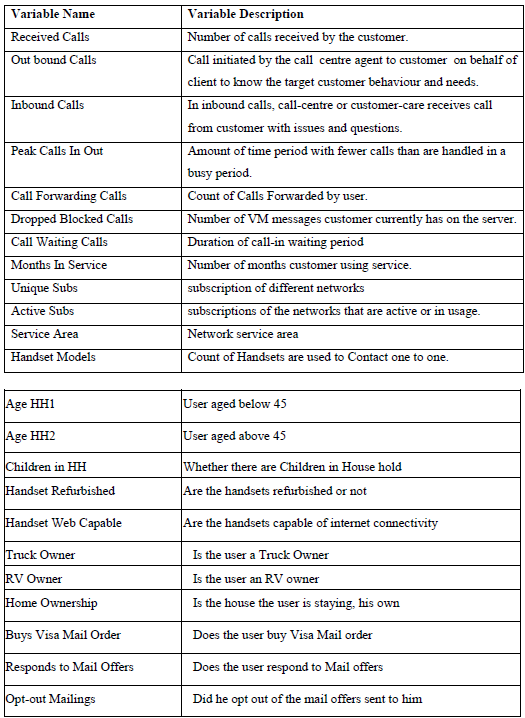 Variable Name Variable Description
Received Calls Number of calls received by the customer.
Out bound Calls Call initiated by the call centre agent to customer on behalf of
client to know the target customer behaviour and needs.
Inbound Calls In inbound calls, call-centre or customer-care receives call
from customer with issues and questions.
Peak Calls In Out Amount of time period with fewer calls than are handled in a
busy period.
Call Forwarding Calls Count of Calls Forwarded by user.
Dropped Blocked Calls Number of VM messages customer currently has on the server.
Call Waiting Calls Duration of call-in waiting period
Months In Service Number of months customer using service.
Unique Subs subscription of different networks
Active Subs subscriptions of the networks that are active or in usage.
Service Area Network service area
Handset Models Count of Handsets are used to Contact one to one.
Age HH1 User aged below 45
Age HH2 User aged above 45
Children in HH Whether there are Children in House hold
Handset Refurbished Are the handsets refurbished or not
Handset Web Capable Are the handsets capable of internet connectivity
Truck Owner Is the user a Truck Owner
RV Owner Is the user an RV owner
Home Ownership Is the house the user is staying, his own
Buys Visa Mail Order Does the user buy Visa Mail order
Responds to Mail Offers Does the user respond to Mail offers
Opt-out Mailings Did he opt out of the mail offers sent to him